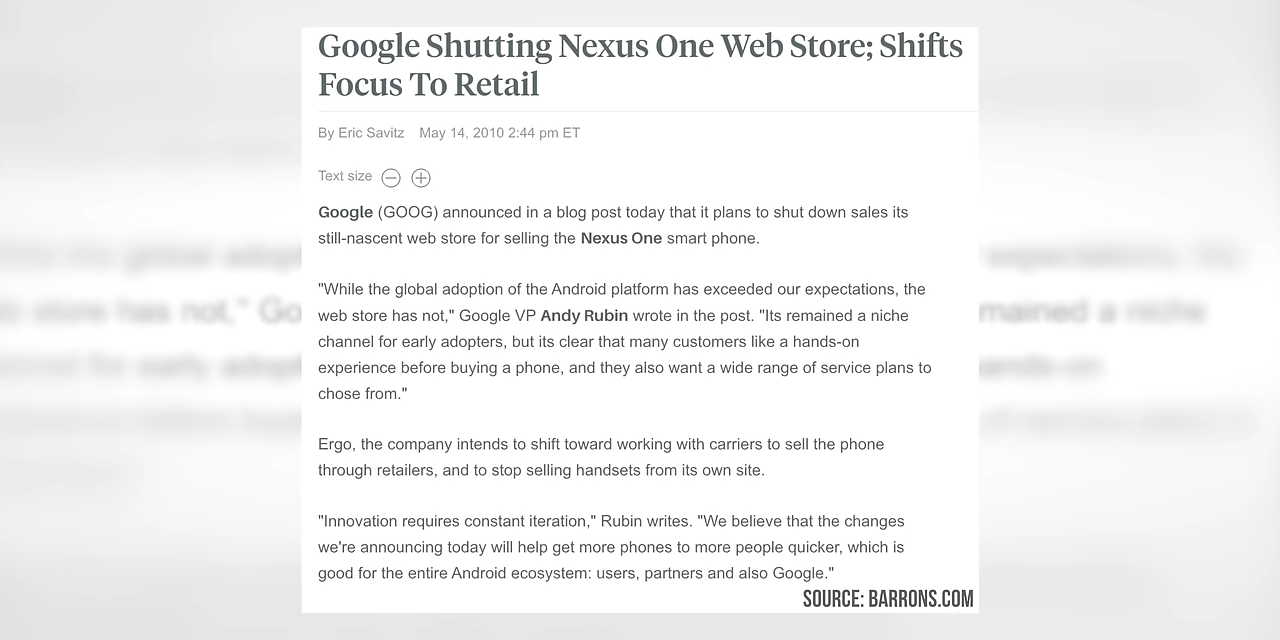 Google Shutting Nexus One Web Store; Shifts
Focus To Retail
By Eric Savitz May 14, 2010 2:44 pm ET
Text size
Google (GOOG) announced in a blog post today that it plans to shut down sales its
still-nascent web store for selling the Nexus One smart phone.
"While the global adoption of the Android platform has exceeded our expectations, the
web store has not," Google VP Andy Rubin wrote in the post. "Its remained a niche
channel for early adopters, but its clear that many customers like a hands-on
experience before buying a phone, and they also want a wide range of service plans to
chose from."
Ergo, the company intends to shift toward working with carriers to sell the phone
through retailers, and to stop selling handsets from its own site.
"Innovation requires constant iteration," Rubin writes. "We believe that the changes
we're announcing today will help get more phones to more people quicker, which is
good for the entire Android ecosystem: users, partners and also Google."
SOURCE: BARRONS.COM